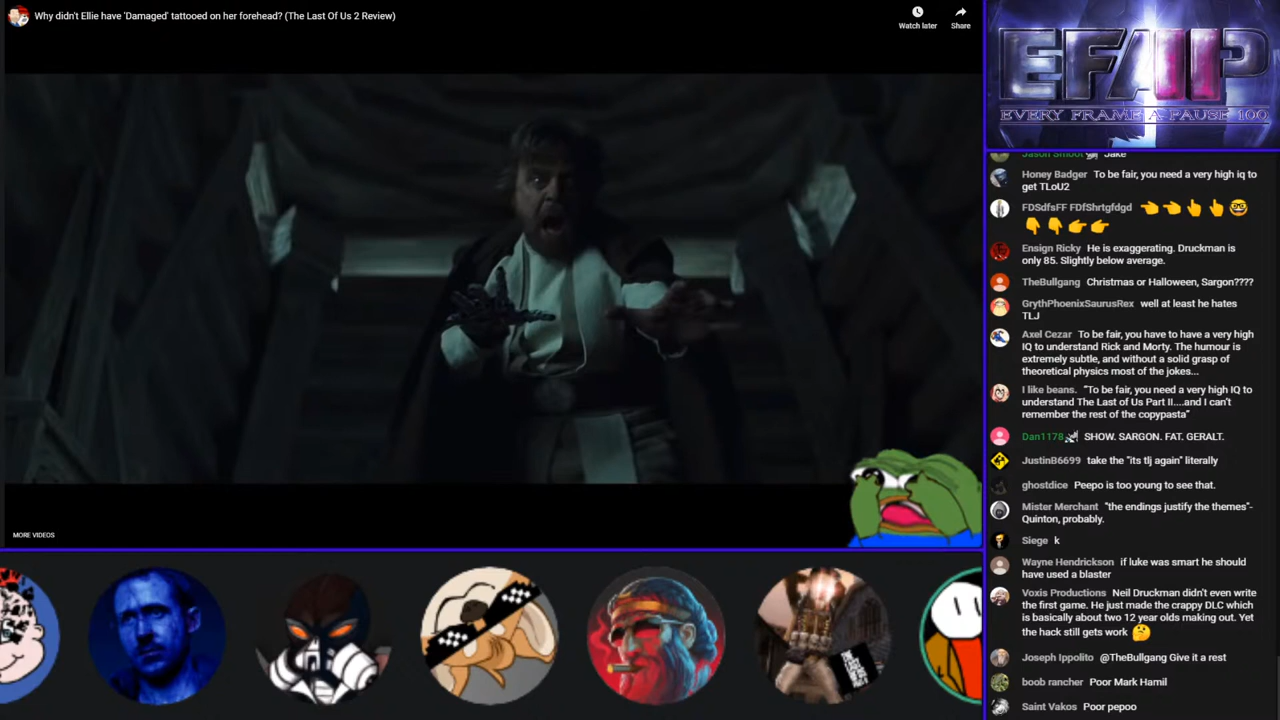 Why didn't Ellie have 'Damaged' tattooed on her forehead? (The Last Of Us 2 Review)
Watch later
Share
MORE VIDEOS
EFAP
EVERY FRAME A PAUSE 100
Jason Smoot Jake
Honey Badger To be fair, you need a very high iq to
get TLoU2
FDSdfsFF FDfShrtgfdgd 👈👈👆👆🤓
👇👇👉👉
Ensign Ricky He is exaggerating. Druckman is
only 85. Slightly below average.
TheBullgang Christmas or Halloween, Sargon????
GrythPhoenixSaurusRex well at least he hates
TLJ
Axel Cezar To be fair, you have to have a very high
IQ to understand Rick and Morty. The humour is
extremely subtle, and without a solid grasp of
theoretical physics most of the jokes...
I like beans. “To be fair, you need a very high IQ to
understand The Last of Us Part II....and I can't
remember the rest of the copypasta”
Dan1178 SHOW. SARGON. FAT. GERALT.
JustinB6699 take the "its tlj again" literally
ghostdice Peepo is too young to see that.
Mister Merchant "the endings justify the themes"-
Quinton, probably.
Siege k
Wayne Hendrickson if luke was smart he should
have used a blaster
Voxis Productions Neil Druckman didn't even write
the first game. He just made the crappy DLC which
is basically about two 12 year olds making out. Yet
the hack still gets work 🤔
Joseph Ippolito @TheBullgang Give it a rest
boob rancher Poor Mark Hamil
Saint Vakos Poor pepoo